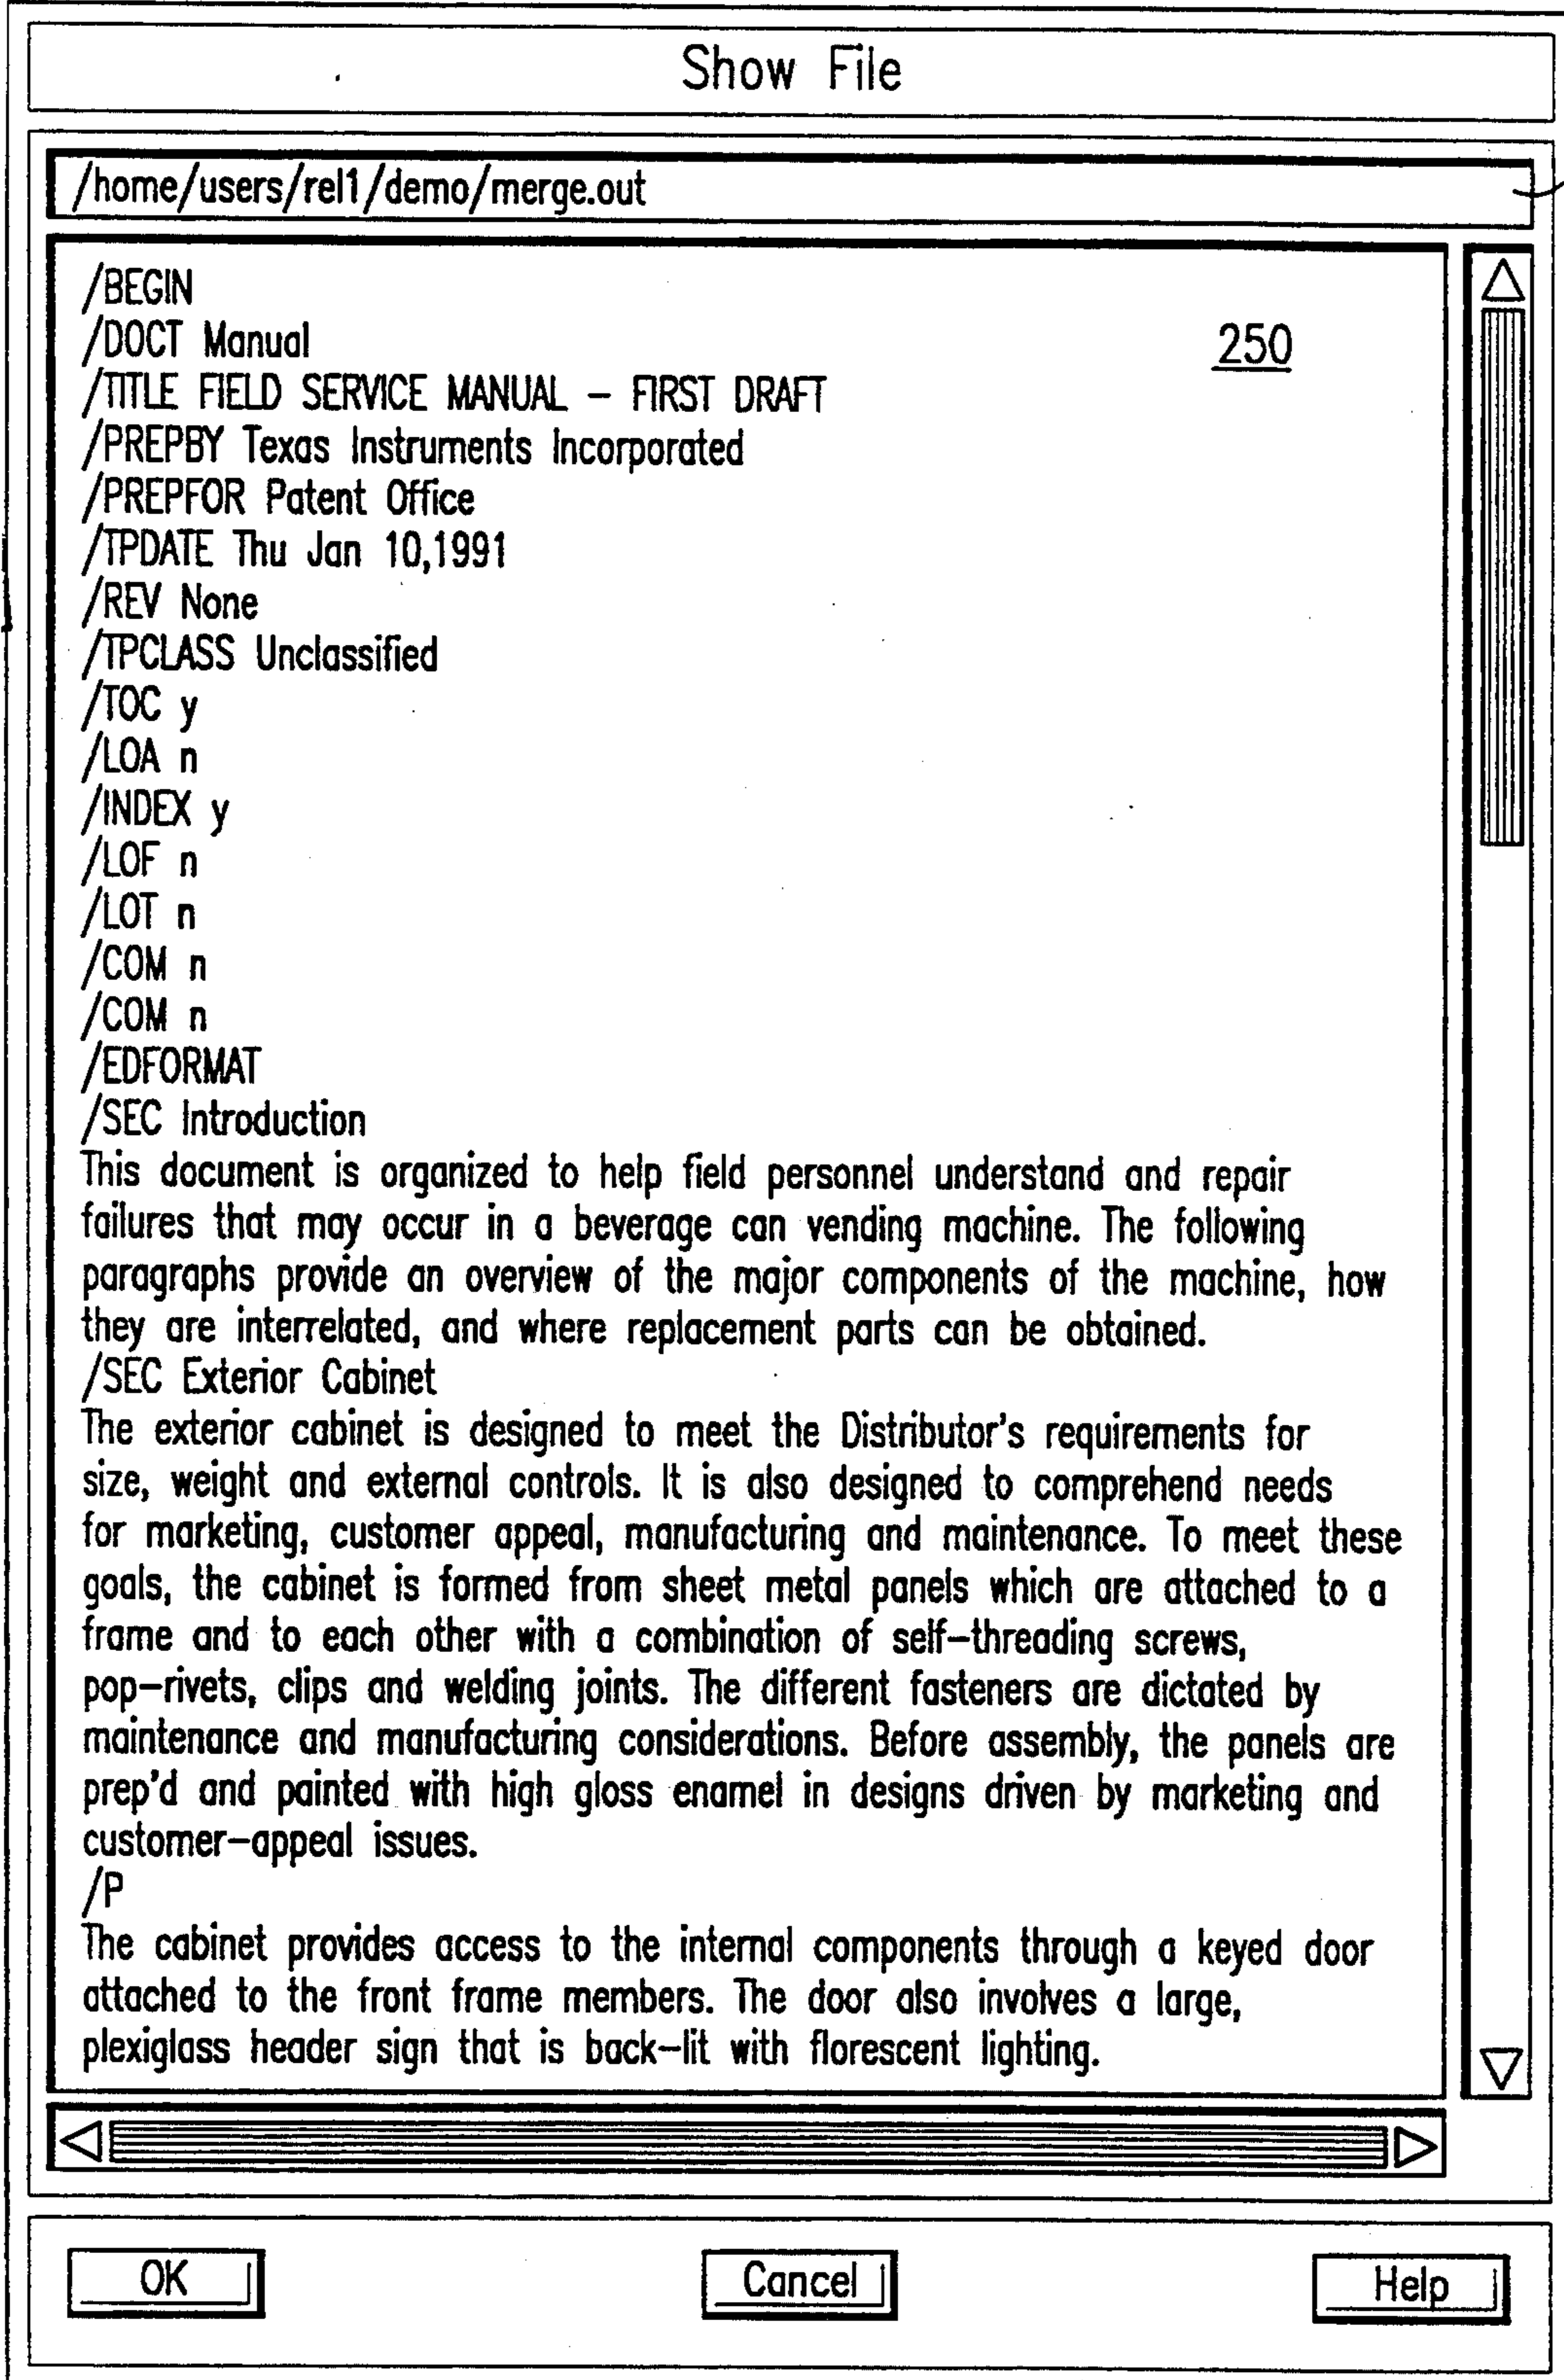 Show File
/home/users/rel1/demo/merge.out
/BEGIN
/DOCT Manual
250
/TITLE FIELD SERVICE MANUAL – FIRST DRAFT
/PREPBY Texas Instruments Incorporated
/PREPFOR Patent Office
/TPDATE Thu Jan 10,1991
/REV None
/TPCLASS Unclassified
/TOC y
/LOA n
/INDEX y
/LOF n
/LOT n
/COM n
/COM n
/EDFORMAT
/SEC Introduction
This document is organized to help field personnel understand and repair
failures that may occur in a beverage can vending machine. The following
paragraphs provide an overview of the major components of the machine, how
they are interrelated, and where replacement parts can be obtained.
/SEC Exterior Cabinet
The exterior cabinet is designed to meet the Distributor's requirements for
size, weight and external controls. It is also designed to comprehend needs
for marketing, customer appeal, manufacturing and maintenance. To meet these
goals, the cabinet is formed from sheet metal panels which are attached to a
frame and to each other with a combination of self–threading screws,
pop–rivets, clips and welding joints. The different fasteners are dictated by
maintenance and manufacturing considerations. Before assembly, the panels are
prep'd and painted with high gloss enamel in designs driven by marketing and
customer–appeal issues.
/P
The cabinet provides access to the internal components through a keyed door
attached to the front frame members. The door also involves a large,
plexiglass header sign that is back–lit with florescent lighting.
OK
Cancel
Help